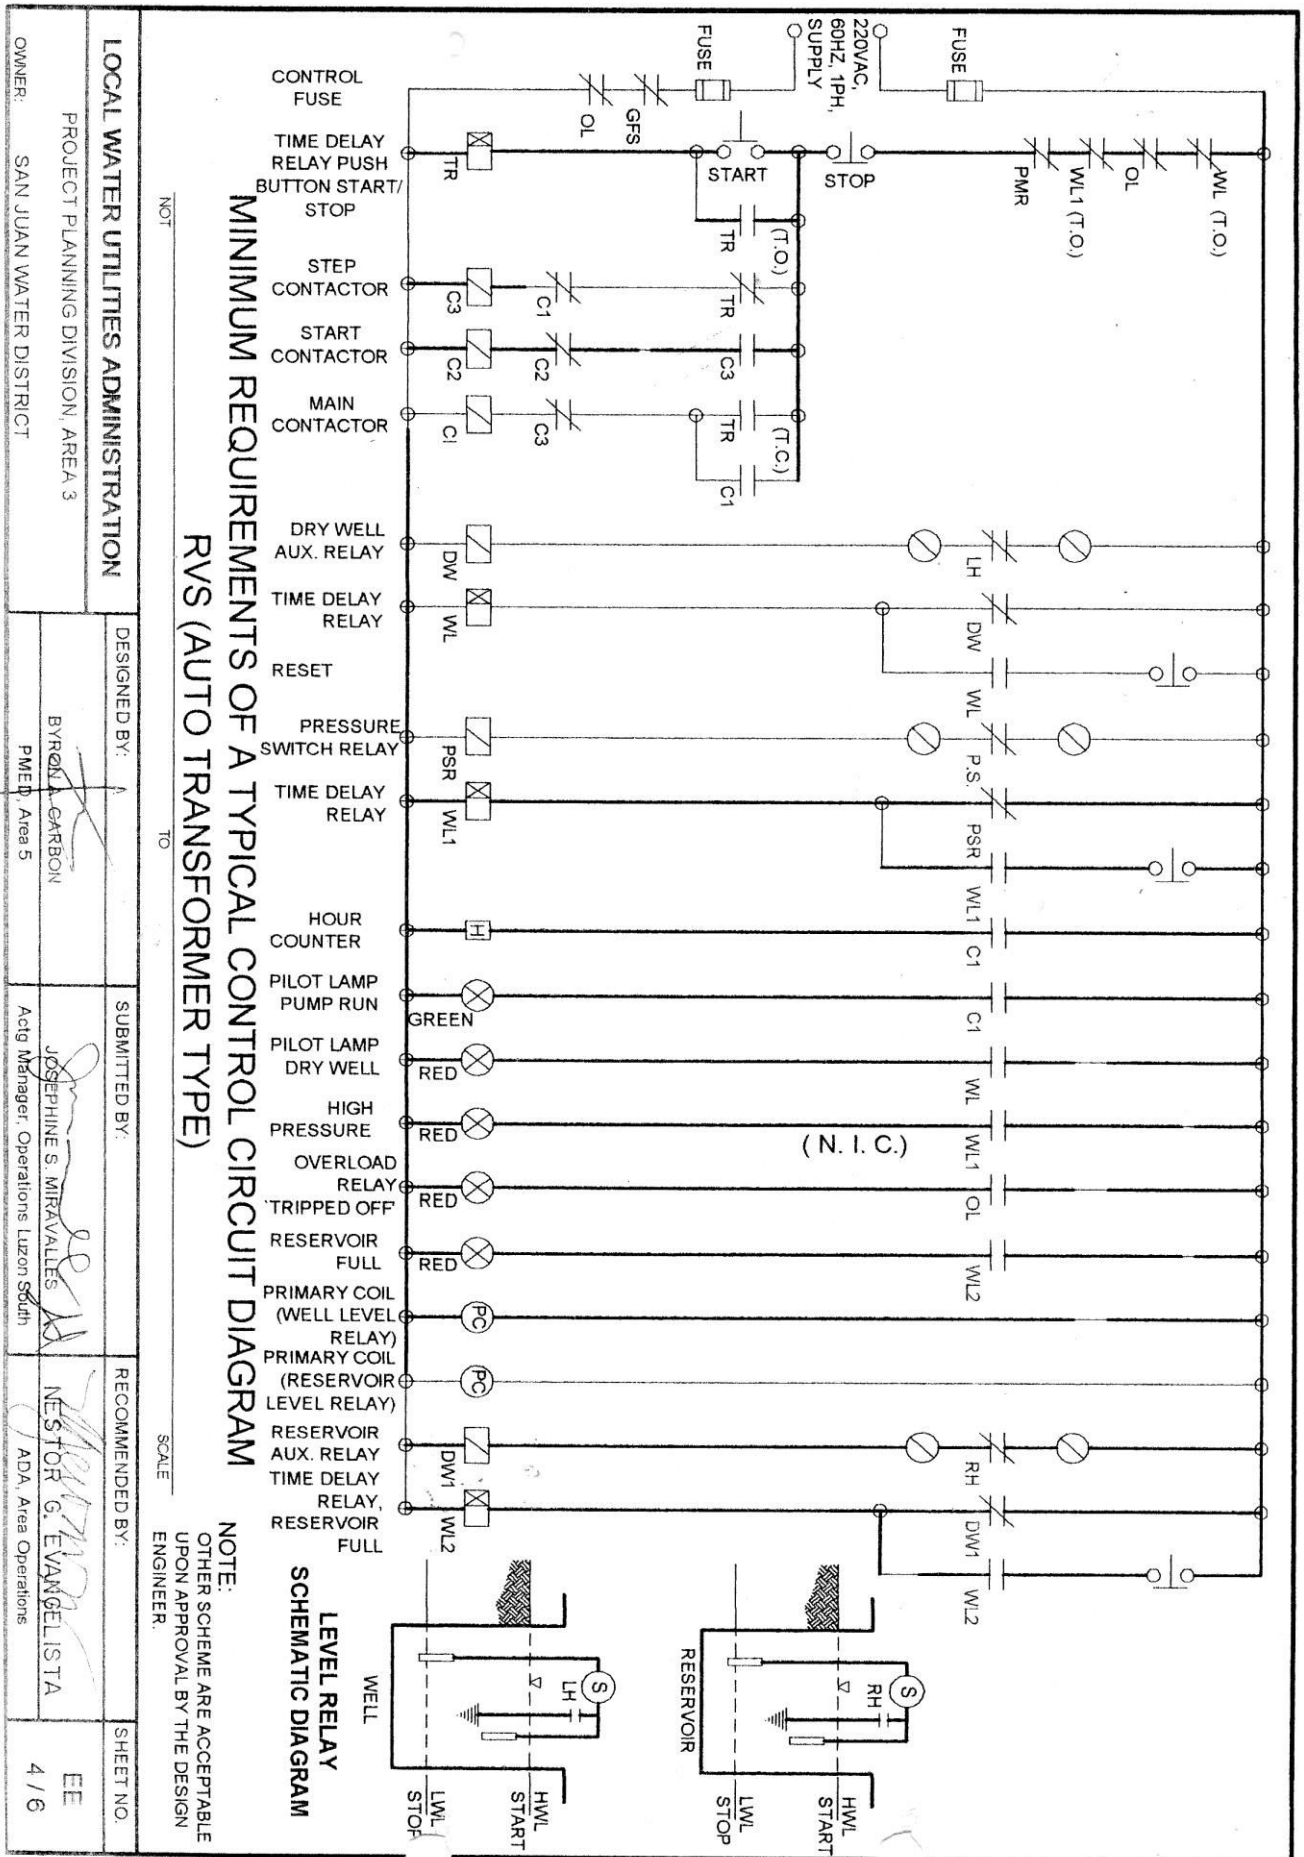 220VAC,
60HZ, 1PH,
SUPPLY
FUSE
FUSE
GFS
OL
CONTROL
FUSE
WL (T.O.)
OL
WL1 (T.O.)
PMR
STOP
START
TR
TIME DELAY
RELAY PUSH
BUTTON START/
STOP
(T.O.)
TR
TR
C1
C3
STEP
CONTACTOR
C3
C2
C2
START
CONTACTOR
(T.C.)
TR
C3
CI
MAIN
CONTACTOR
C1
LH
DW
DRY WELL
AUX. RELAY
DW
WL
TIME DELAY
RELAY
WL
RESET
P.S.
PSR
PRESSURE
SWITCH RELAY
PSR
WL1
TIME DELAY
RELAY
WL1
C1
H
HOUR
COUNTER
C1
GREEN
PILOT LAMP
PUMP RUN
WL
RED
PILOT LAMP
DRY WELL
WL1
( N. I. C.)
RED
HIGH
PRESSURE
OL
RED
OVERLOAD
RELAY
'TRIPPED OFF'
WL2
RED
RESERVOIR
FULL
PC
PRIMARY COIL
(WELL LEVEL
RELAY)
PC
PRIMARY COIL
(RESERVOIR
LEVEL RELAY)
RH
DW1
RESERVOIR
AUX. RELAY
DW1
WL2
TIME DELAY
RELAY,
RESERVOIR
FULL
WL2
S
RH
HWL
START
LWL
STOP
RESERVOIR
S
LH
HWL
START
LWL
STOP
WELL
LEVEL RELAY
SCHEMATIC DIAGRAM
MINIMUM REQUIREMENTS OF A TYPICAL CONTROL CIRCUIT DIAGRAM
RVS (AUTO TRANSFORMER TYPE)
NOT TO SCALE
NOTE:
OTHER SCHEME ARE ACCEPTABLE
UPON APPROVAL BY THE DESIGN
ENGINEER.
LOCAL WATER UTILITIES ADMINISTRATION
PROJECT PLANNING DIVISION, AREA 3
OWNER: SAN JUAN WATER DISTRICT
DESIGNED BY:
BYRON A. CARBON
PMED, Area 5
SUBMITTED BY:
JOSEPHINE S. MIRAVALLES
Actg Manager, Operations Luzon South
RECOMMENDED BY:
NESTOR G. EVANGELISTA
ADA, Area Operations
SHEET NO.
EE
4 / 6